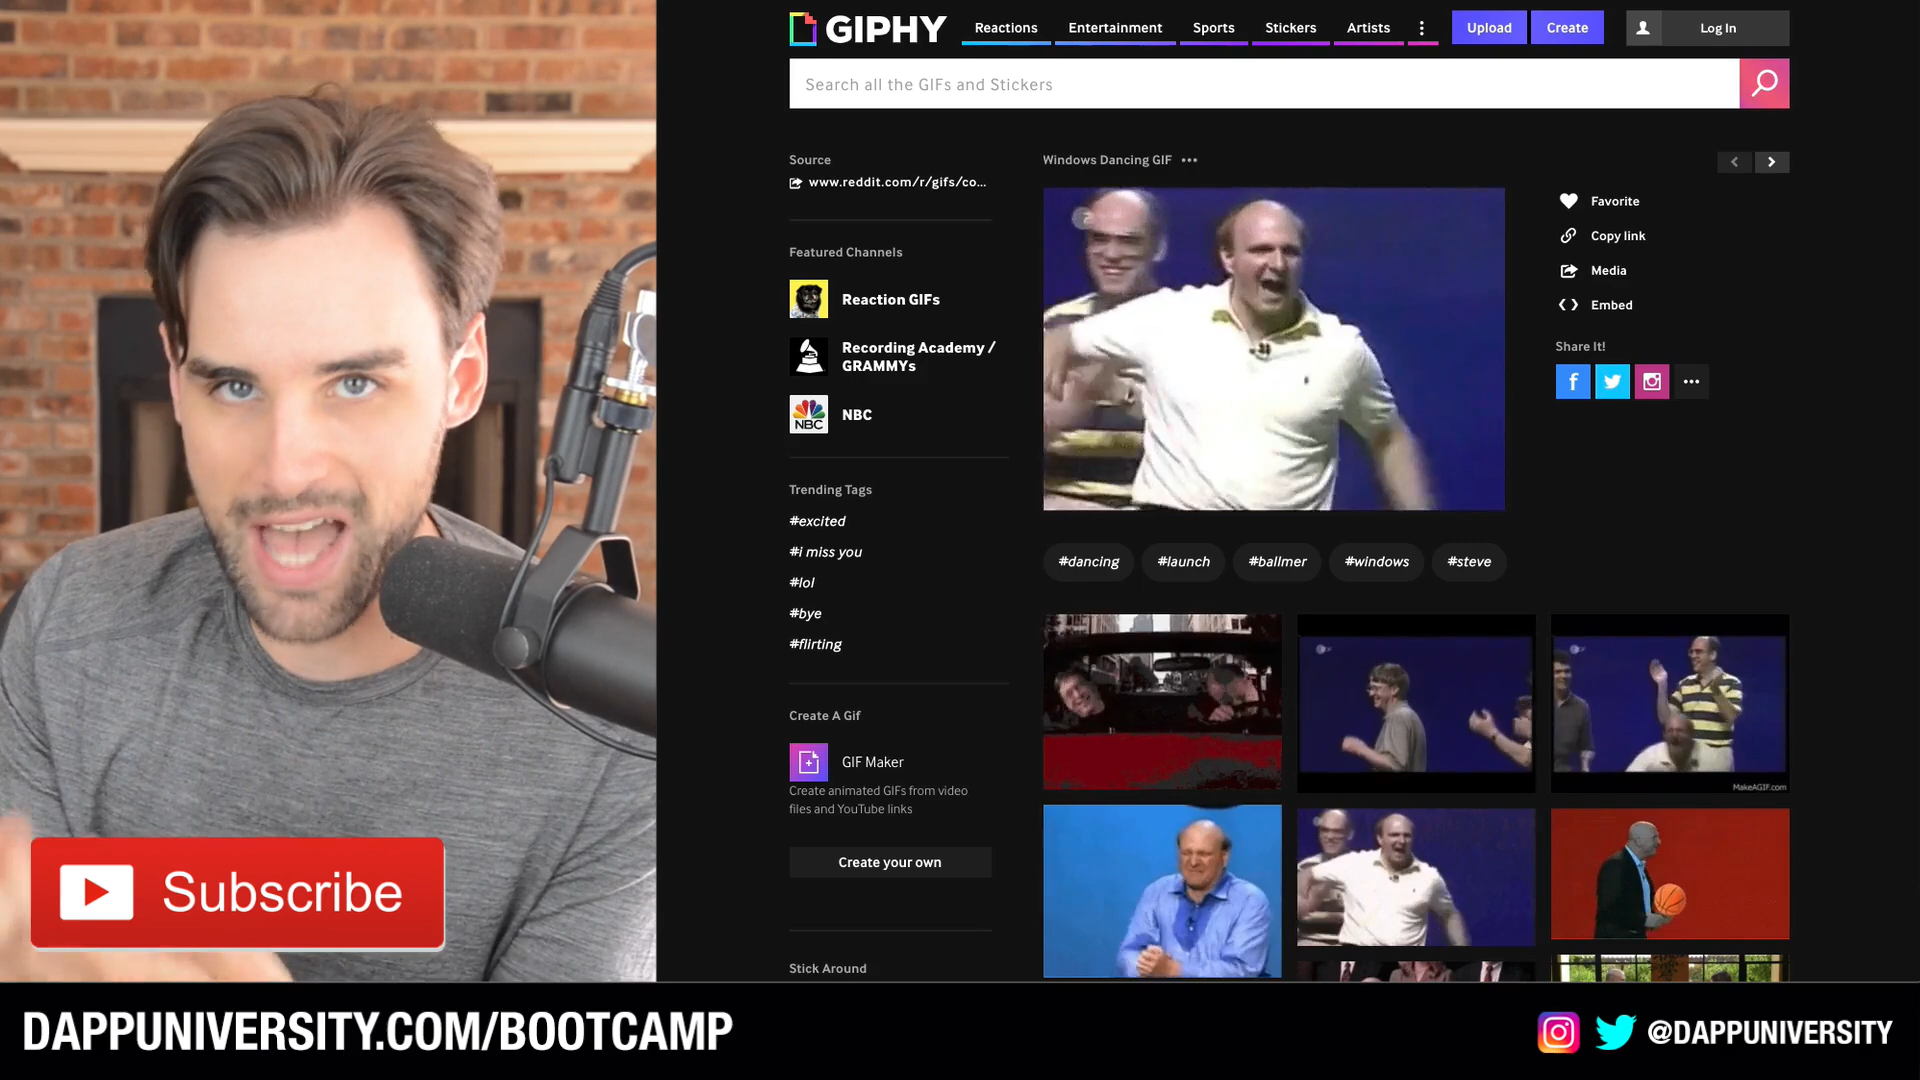 GIPHY
Reactions
Entertainment
Sports
Stickers
Artists
Upload
Create
Log In
Search all the GIFs and Stickers
Source
www.reddit.com/r/gifs/co...
Windows Dancing GIF
Favorite
Copy link
Media
Embed
Share It!
Featured Channels
Reaction GIFs
Recording Academy /
GRAMMYs
NBC
NBC
Trending Tags
#excited
#i miss you
#lol
#bye
#flirting
#dancing
#launch
#ballmer
#windows
#steve
MakeAGIF.com
Create A Gif
GIF Maker
Create animated GIFs from video
files and YouTube links
Create your own
Stick Around
Subscribe
DAPPUNIVERSITY.COM/BOOTCAMP
@DAPPUNIVERSITY